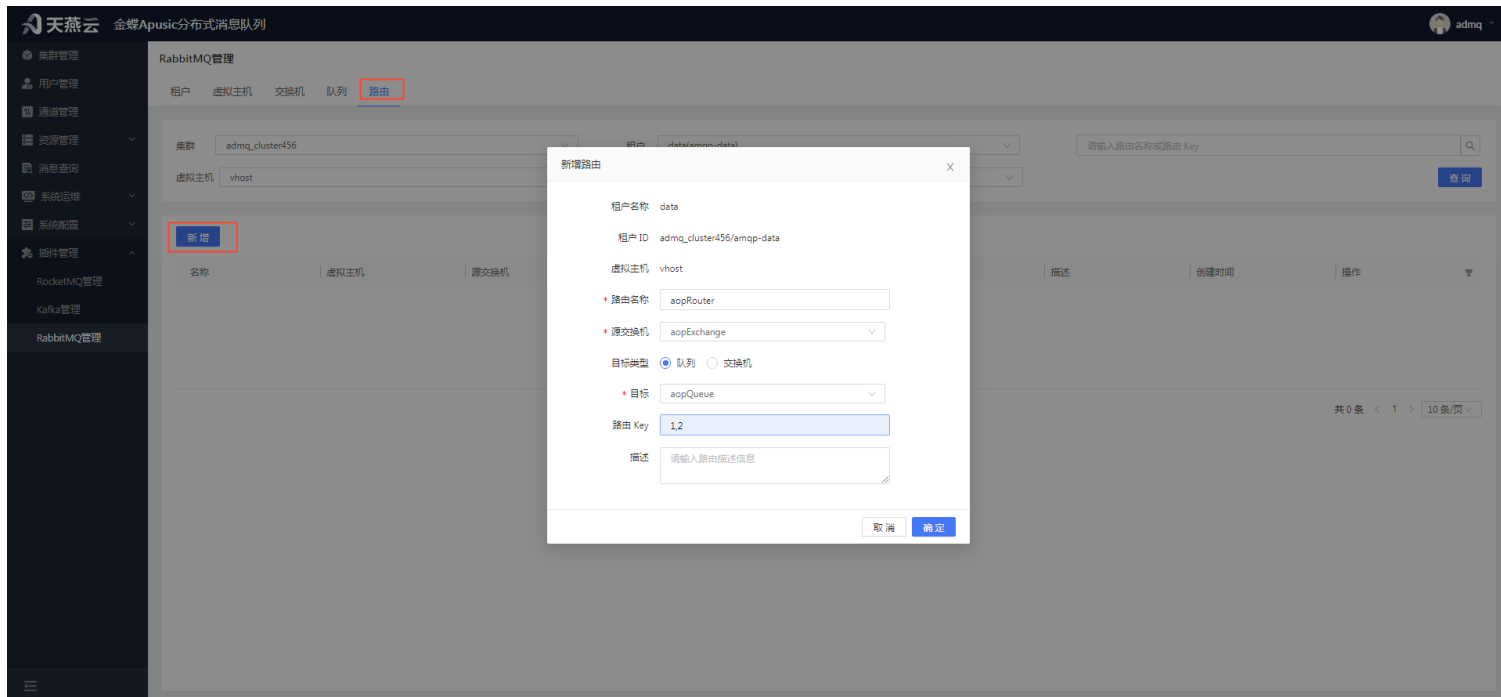 天燕云 金蝶Apusic分布式消息队列
admq
集群管理
用户管理
通道管理
资源管理
消息查询
系统运维
系统配置
插件管理
RocketMQ管理
Kafka管理
RabbitMQ管理
RabbitMQ管理
租户 虚拟主机 交换机 队列 路由
集群 admq_cluster456 租户 data(amqp-data) 请输入路由名称或路由 Key
虚拟主机 vhost 查询
新增
名称 虚拟主机 源交换机 描述 创建时间 操作
共 0 条 < 1 > 10 条/页
新增路由 X
租户名称 data
租户 ID admq_cluster456/amqp-data
虚拟主机 vhost
* 路由名称 aopRouter
* 源交换机 aopExchange
目标类型 队列 交换机
* 目标 aopQueue
路由 Key 1,2
描述 请输入路由描述信息
取消 确定